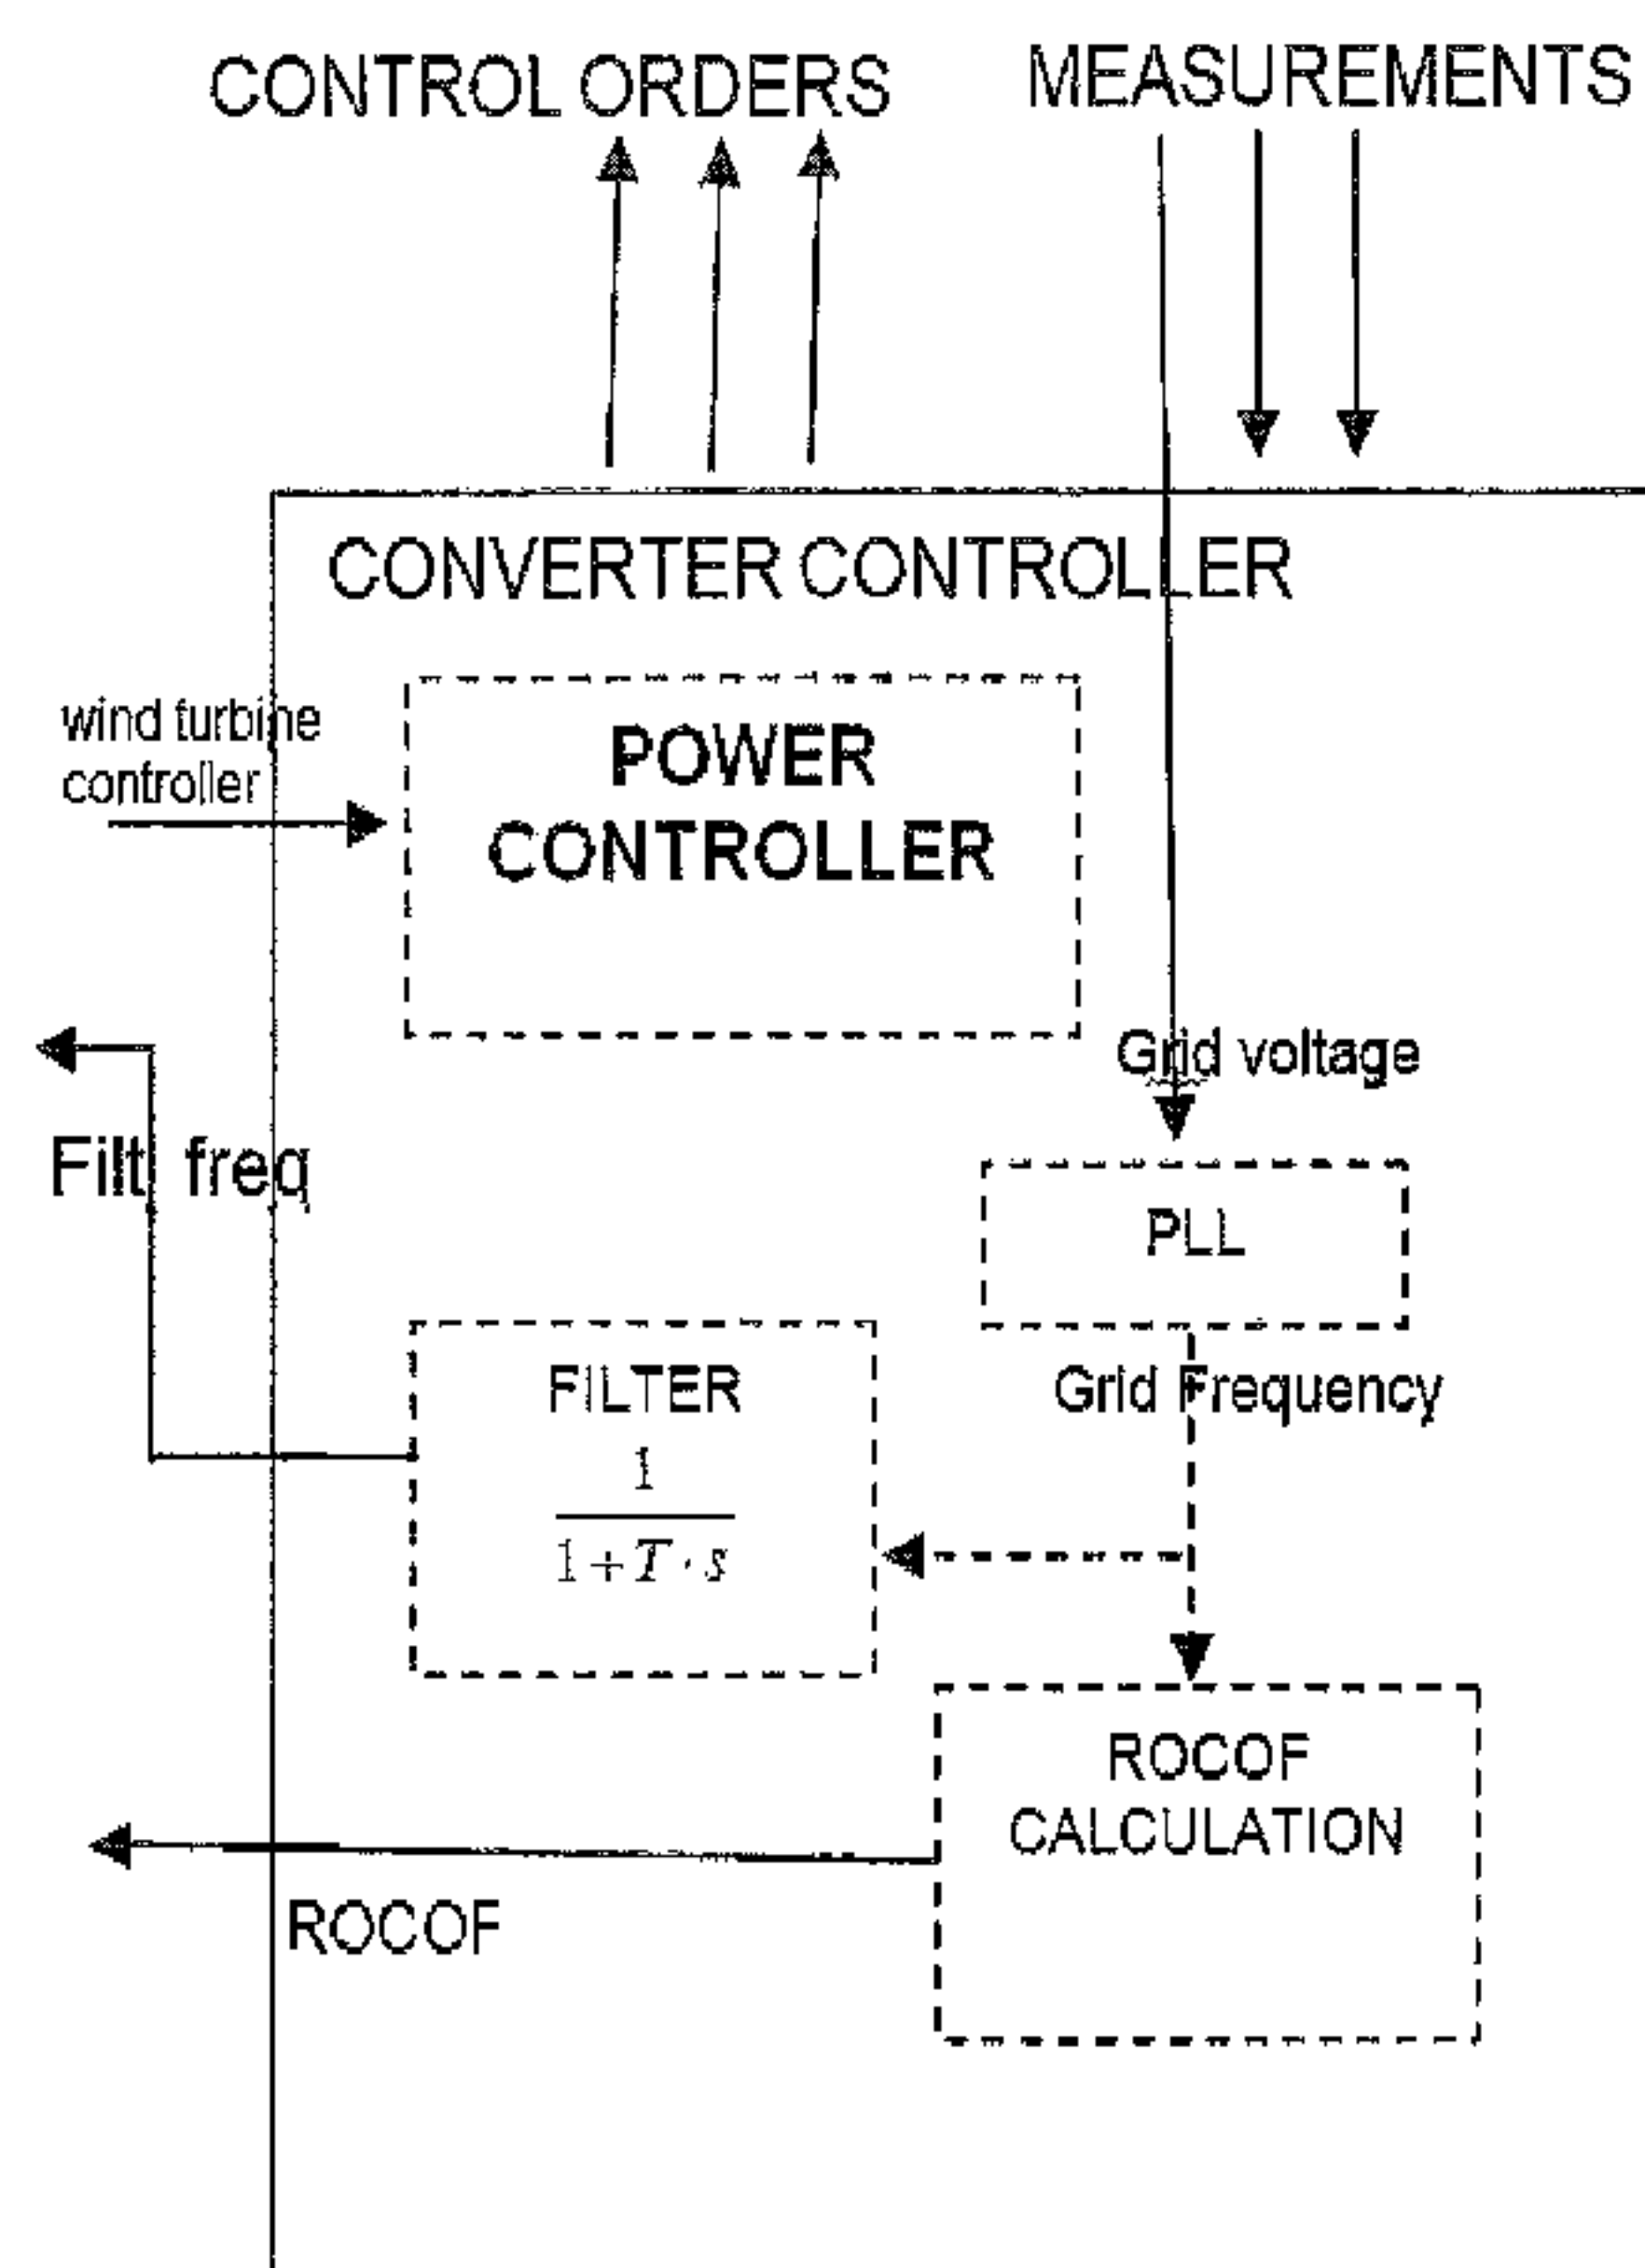 CONTROL ORDERS
MEASUREMENTS
CONVERTER CONTROLLER
wind turbine
controller
POWER
CONTROLLER
Grid voltage
Filt freq
PLL
FILTER
Grid Frequency
1
1+T·s
ROCOF
CALCULATION
ROCOF